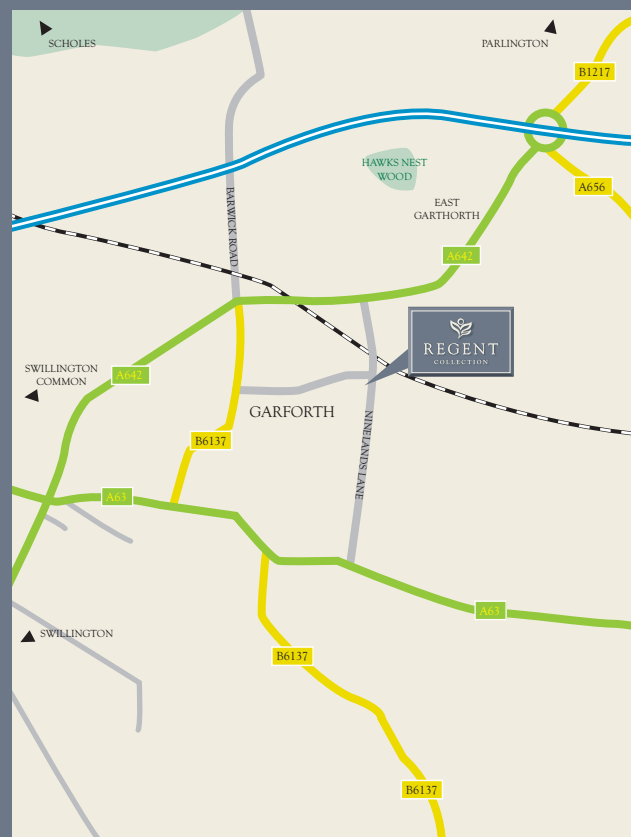 SCHOLES
PARLINGTON
B1217
HAWKS NEST
WOOD
A656
BARWICK ROAD
EAST
GARTHORTH
A642
REGENT
COLLECTION
SWILLINGTON
COMMON
A642
GARFORTH
B6137
NINELANDS LANE
A63
A63
SWILLINGTON
B6137
B6137